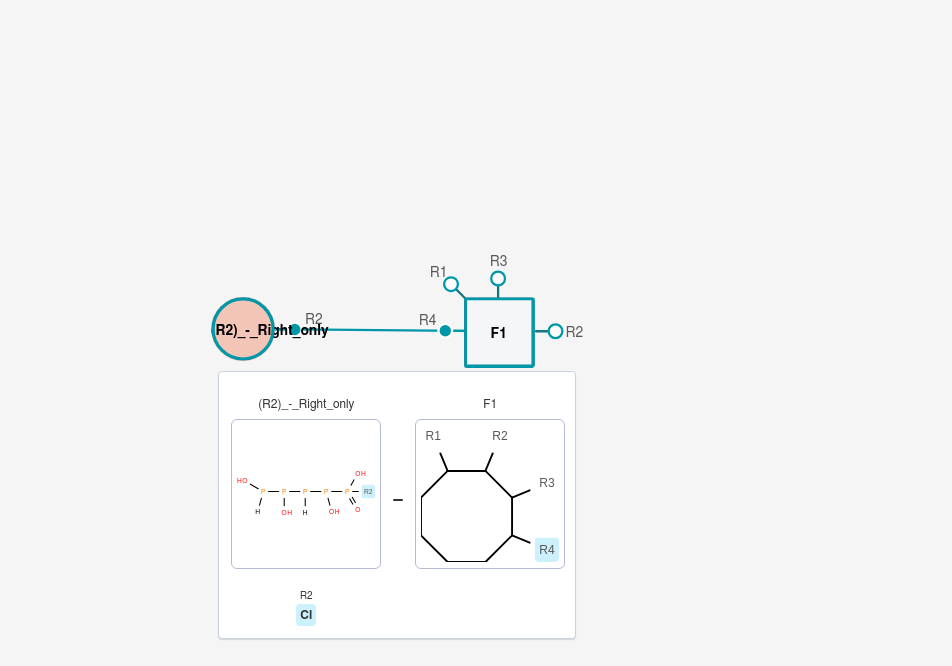 R3
R1
R2
R4
R2)_-_Right_only
F1
R2
(R2)_-_Right_only
F1
R1
R2
OH
HO
R3
P
P
P
P
P
R2
H
OH
H
OH
O
R4
R2
Cl